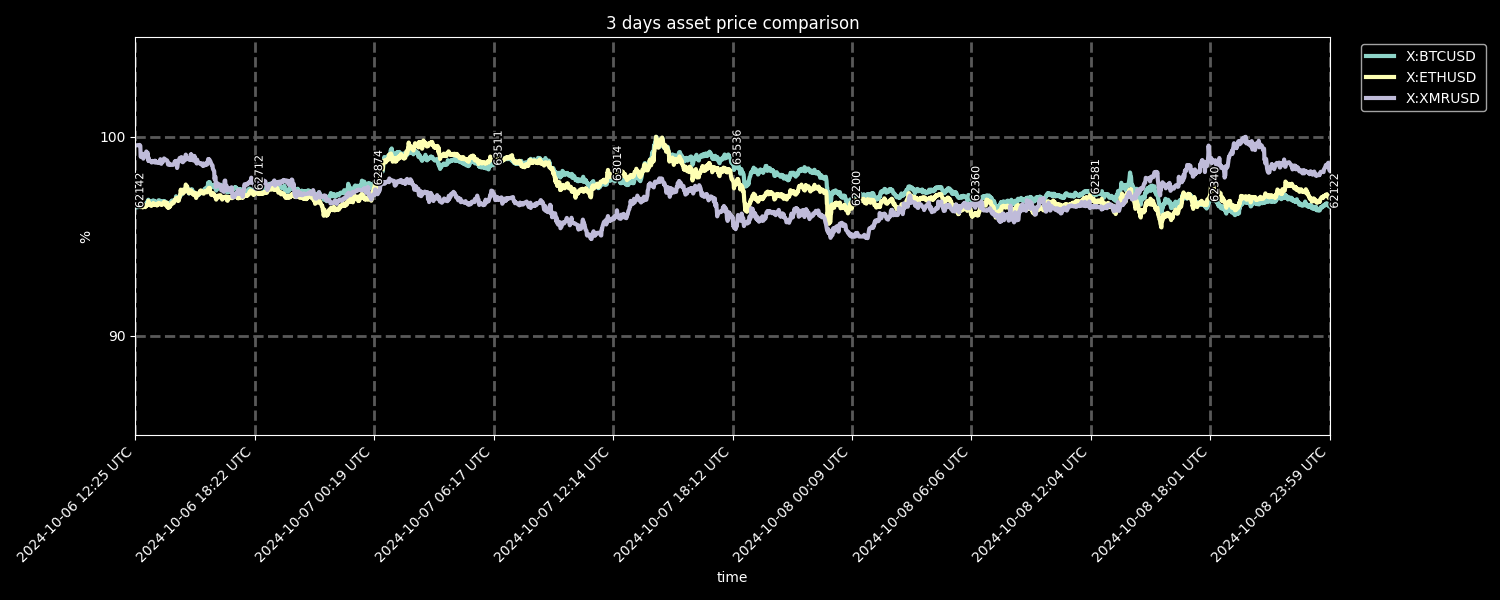 3 days asset price comparison
X:BTCUSD
X:ETHUSD
X:XMRUSD
100
90
%
62142
62712
62874
63511
63014
63536
62200
62360
62581
62340
62122
2024-10-06 12:25 UTC
2024-10-06 18:22 UTC
2024-10-07 00:19 UTC
2024-10-07 06:17 UTC
2024-10-07 12:14 UTC
2024-10-07 18:12 UTC
2024-10-08 00:09 UTC
2024-10-08 06:06 UTC
2024-10-08 12:04 UTC
2024-10-08 18:01 UTC
2024-10-08 23:59 UTC
time